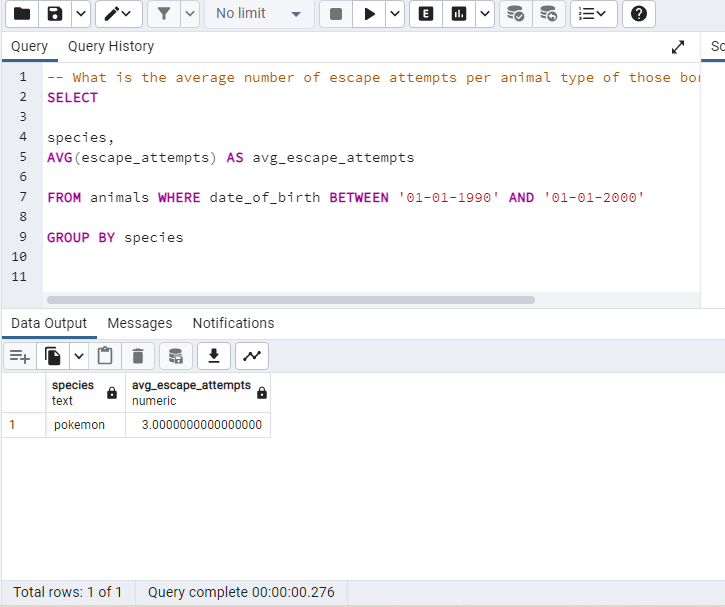 No limit
E
Query
Query History
Sc
1 -- What is the average number of escape attempts per animal type of those bor
2 SELECT
3
4 species,
5 AVG(escape_attempts) AS avg_escape_attempts
6
7 FROM animals WHERE date_of_birth BETWEEN '01-01-1990' AND '01-01-2000'
8
9 GROUP BY species
10
11
Data Output
Messages
Notifications
species
text
avg_escape_attempts
numeric
1 pokemon 3.0000000000000000
Total rows: 1 of 1
Query complete 00:00:00.276